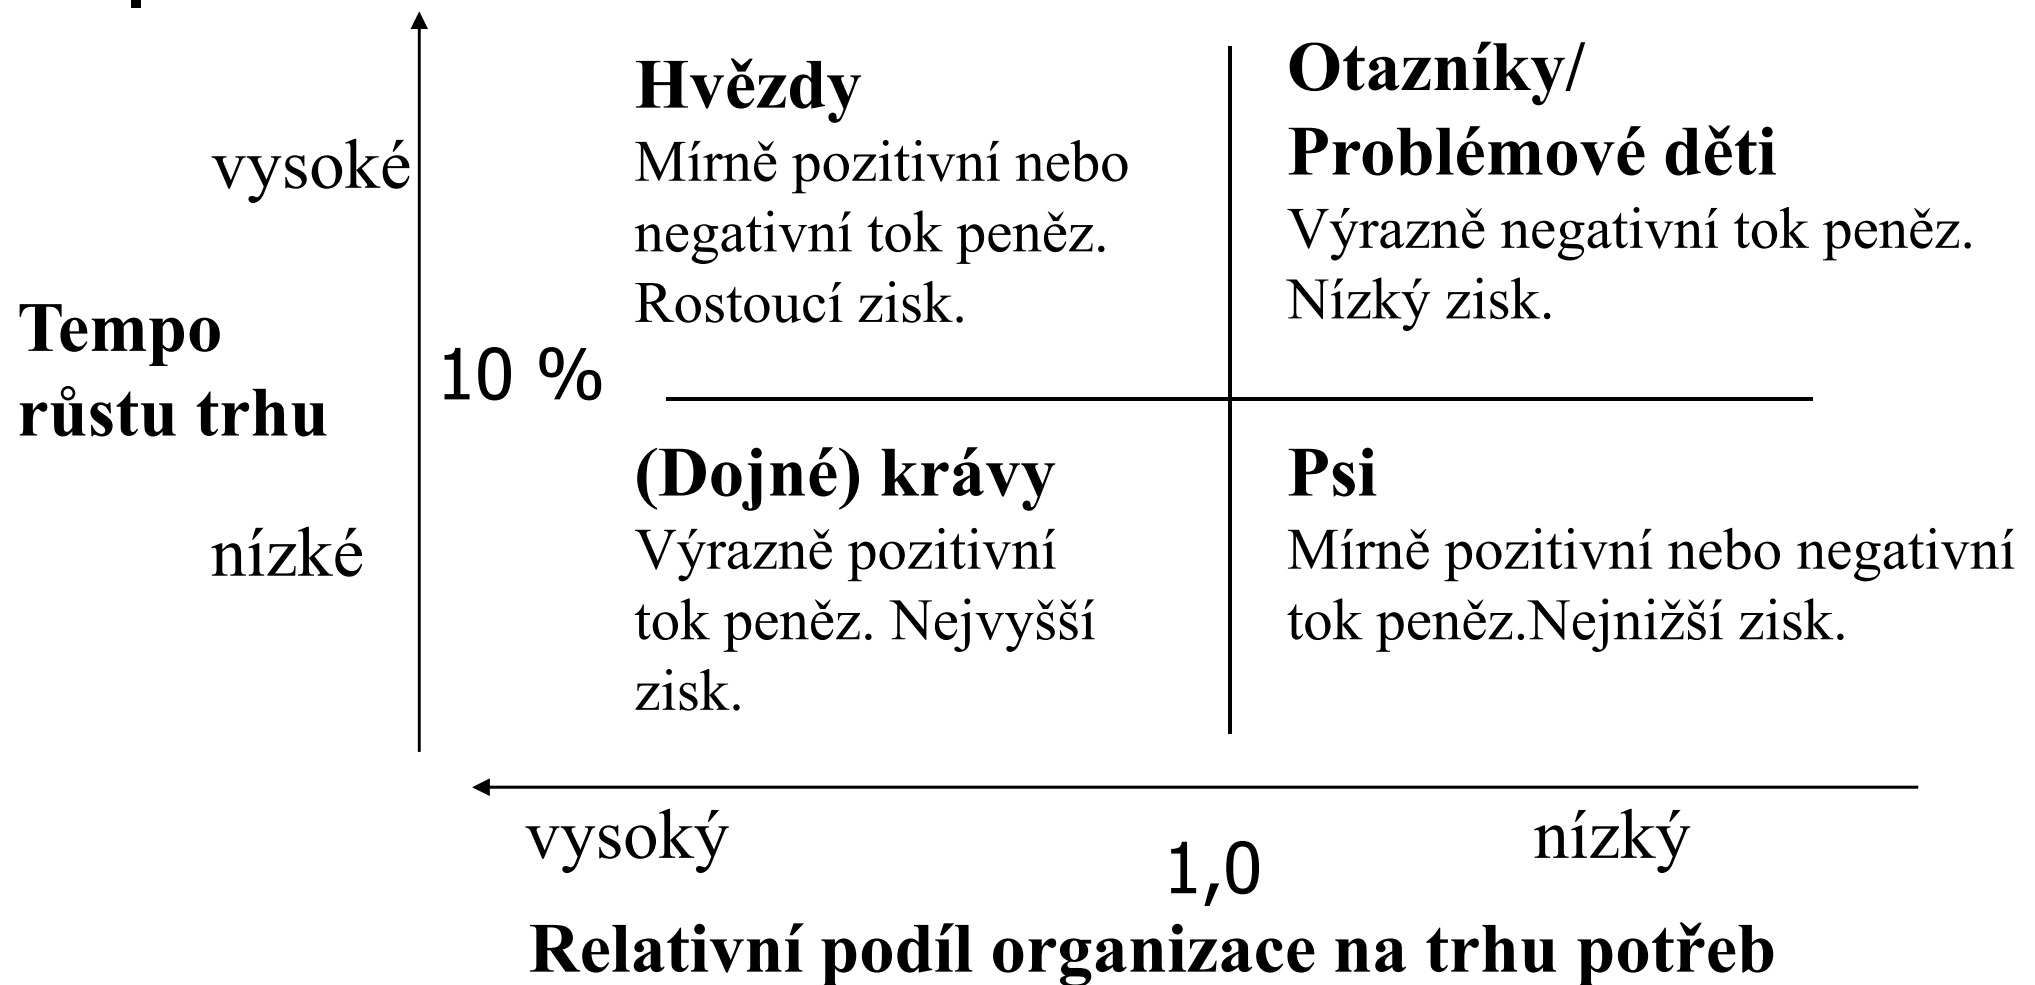 Hvězdy
Mírně pozitivní nebo
negativní tok peněz.
Rostoucí zisk.
Otazníky/
Problémové děti
Výrazně negativní tok peněz.
Nízký zisk.
vysoké
Tempo
růstu trhu
10 %
nízké
(Dojné) krávy
Výrazně pozitivní
tok peněz. Nejvyšší
zisk.
Psi
Mírně pozitivní nebo negativní
tok peněz.Nejnižší zisk.
vysoký
1,0
nízký
Relativní podíl organizace na trhu potřeb